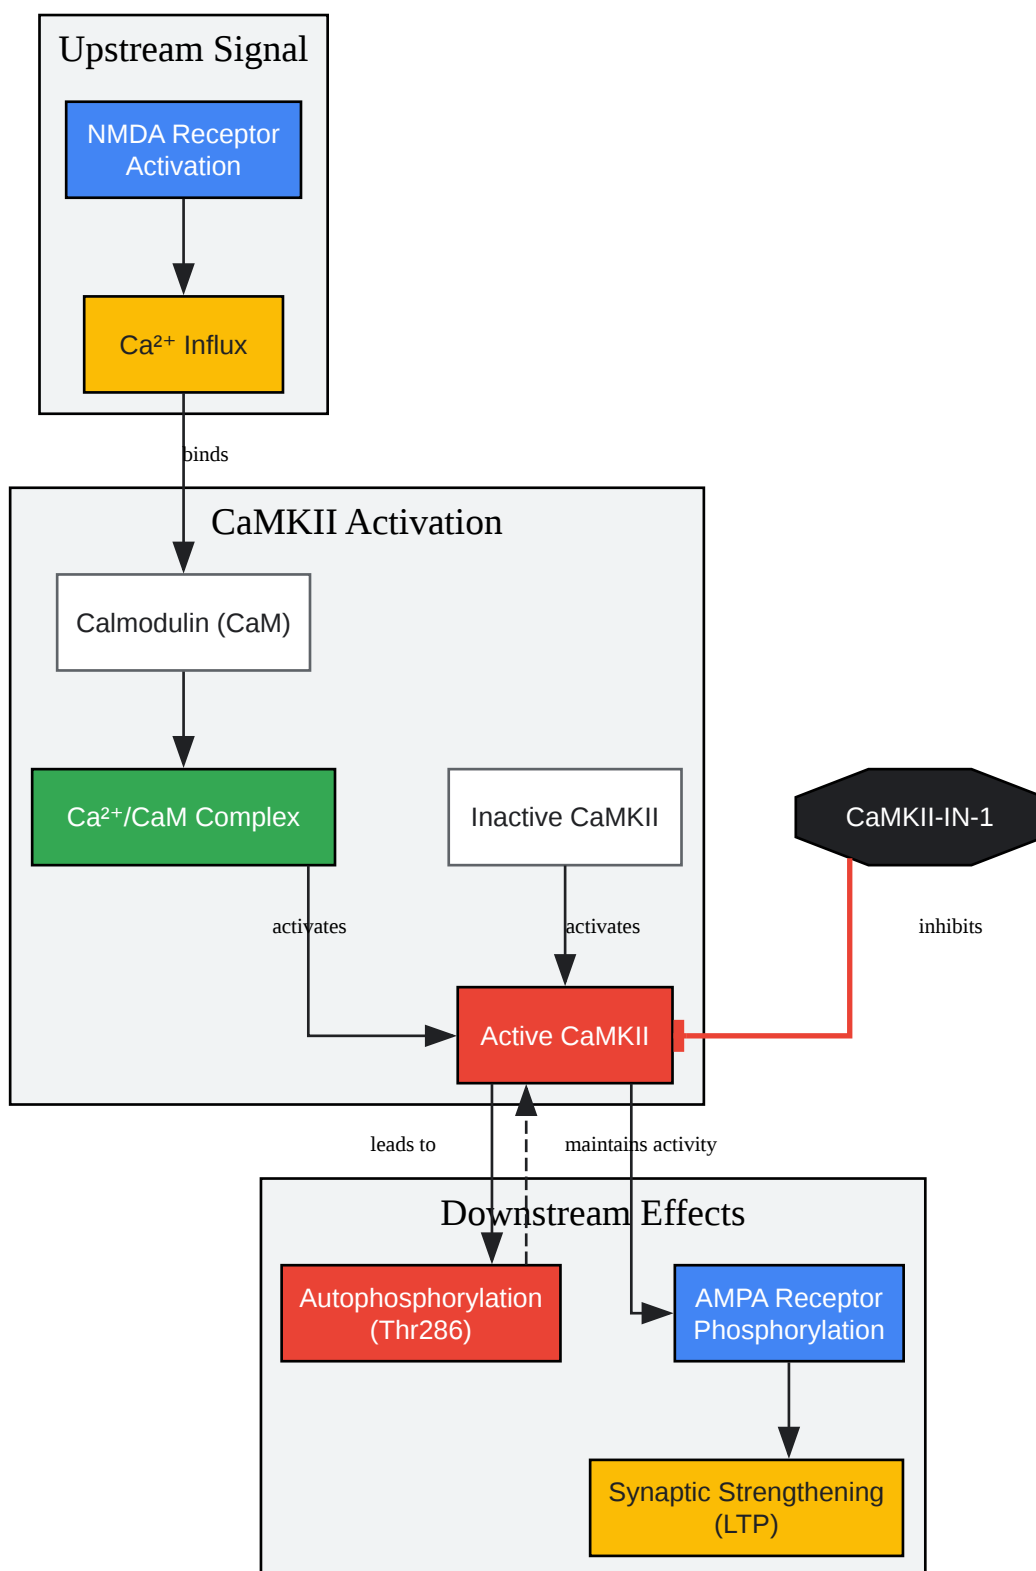 Upstream Signal
NMDA Receptor
Activation
Ca²⁺ Influx
binds
CaMKII Activation
Calmodulin (CaM)
Ca²⁺/CaM Complex
Inactive CaMKII
CaMKII-IN-1
activates
activates
inhibits
Active CaMKII
leads to
maintains activity
Downstream Effects
Autophosphorylation
(Thr286)
AMPA Receptor
Phosphorylation
Synaptic Strengthening
(LTP)